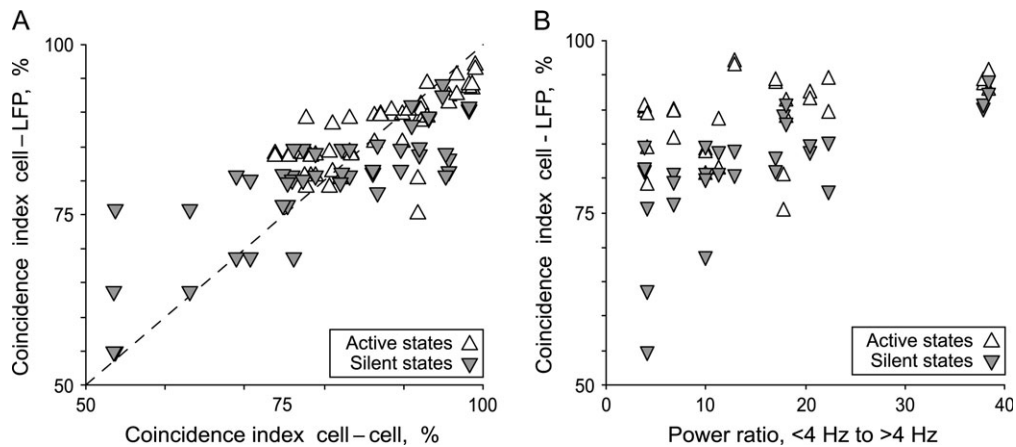 A
Coincidence index cell–LFP, %
100
75
50
Active states
Silent states
50
75
100
Coincidence index cell–cell, %
B
Coincidence index cell - LFP, %
100
75
50
Active states
Silent states
0
10
20
30
40
Power ratio, <4 Hz to >4 Hz